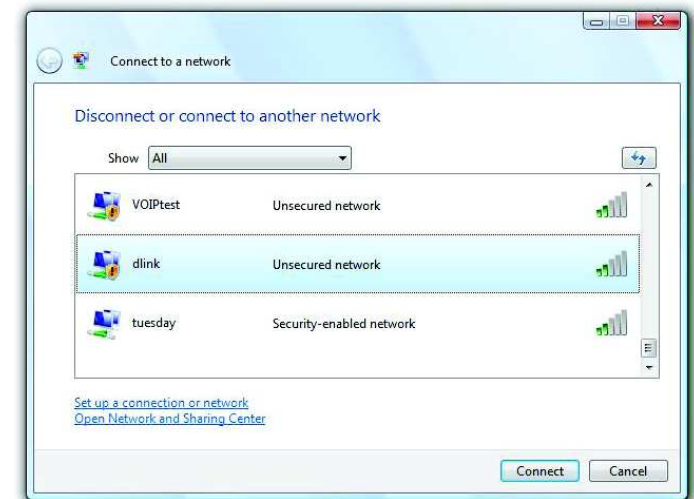 Connect to a network
Disconnect or connect to another network
Show All
VOIPtest Unsecured network
dlink Unsecured network
tuesday Security-enabled network
Set up a connection or network
Open Network and Sharing Center
Connect Cancel